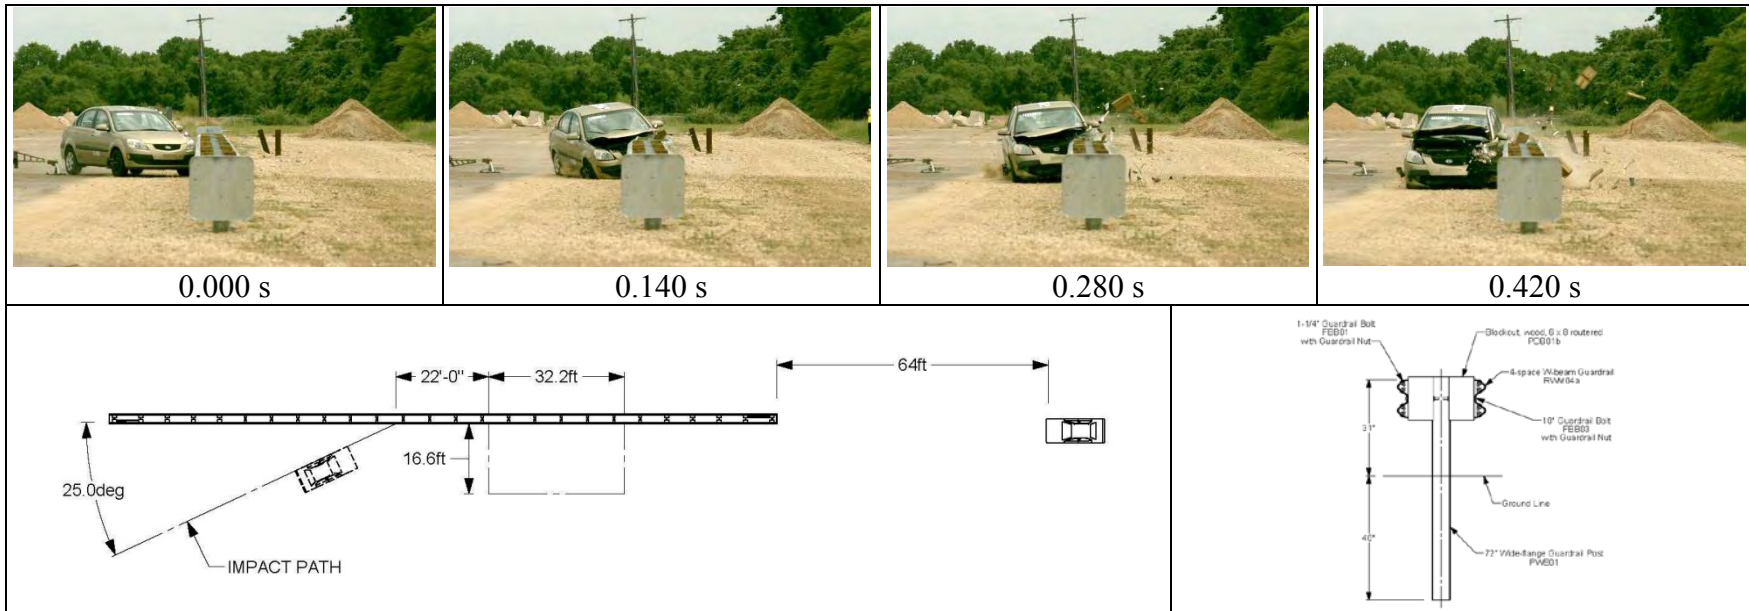 0.000 s
0.140 s
0.280 s
0.420 s
22'-0"
32.2ft
64ft
16.6ft
25.0deg
IMPACT PATH
1-1/4" Guardrail Bolt
FBB01
with Guardrail Nut
Blockout, wood, 6 x 8 routered
PDB01b
4-space W-beam Guardrail
RWM04a
10" Guardrail Bolt
FBB03
with Guardrail Nut
31"
Ground Line
40"
72" Wide-flange Guardrail Post
PWE01